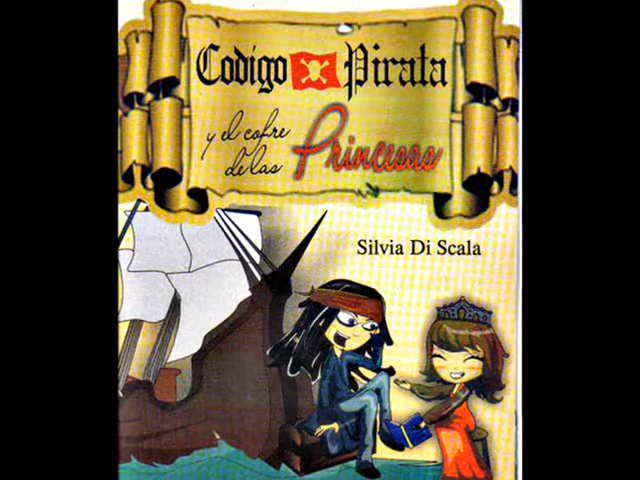 Codigo Pirata
y el cofre
de las Princesas
Silvia Di Scala